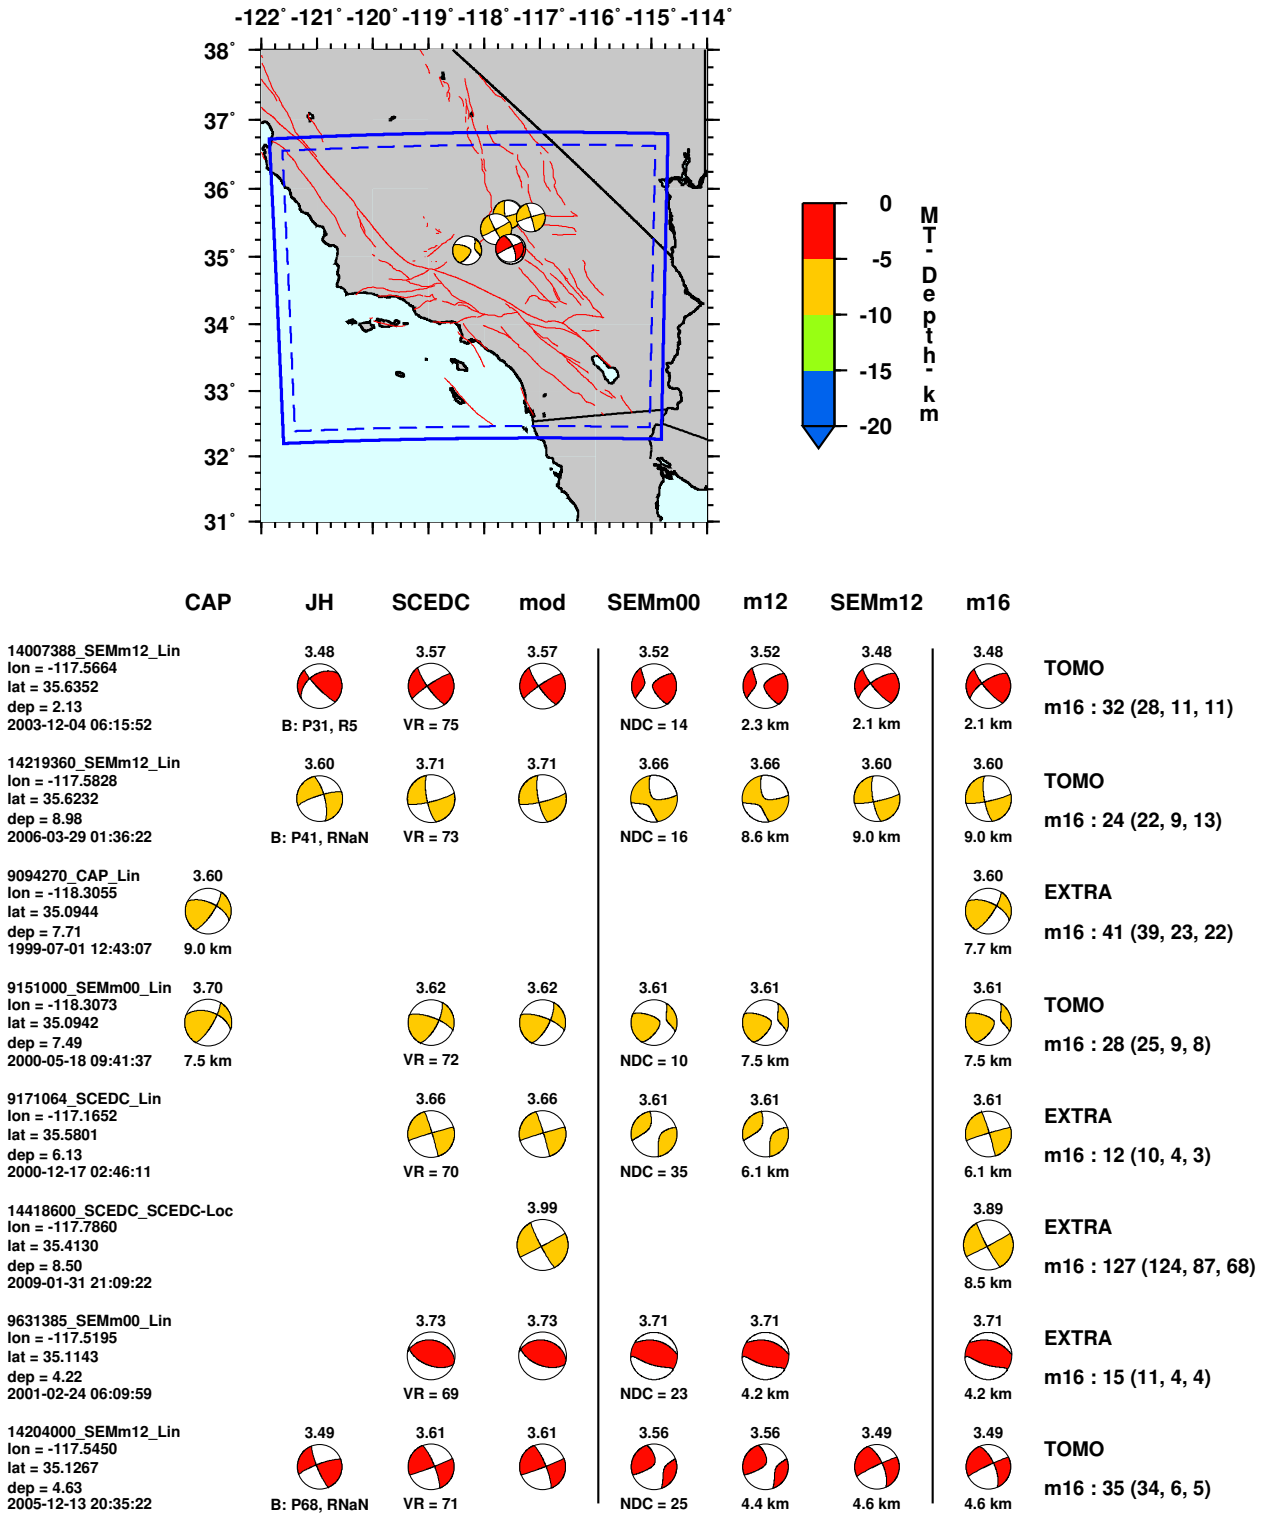 -122° -121° -120° -119° -118° -117° -116° -115° -114°
38°
37°
36°
35°
34°
33°
32°
31°
0
-5
-10
-15
-20
MT- Depth- km
CAP JH SCEDC mod SEMm00 m12 SEMm12 m16
14007388_SEMm12_Lin
lon = -117.5664
lat = 35.6352
dep = 2.13
2003-12-04 06:15:52
3.48 3.57 3.57 3.52 3.52 3.48 3.48
B: P31, R5 VR = 75 NDC = 14 2.3 km 2.1 km 2.1 km
TOMO
m16 : 32 (28, 11, 11)
14219360_SEMm12_Lin
lon = -117.5828
lat = 35.6232
dep = 8.98
2006-03-29 01:36:22
3.60 3.71 3.71 3.66 3.66 3.60 3.60
B: P41, RNaN VR = 73 NDC = 16 8.6 km 9.0 km 9.0 km
TOMO
m16 : 24 (22, 9, 13)
9094270_CAP_Lin
lon = -118.3055
lat = 35.0944
dep = 7.71
1999-07-01 12:43:07
3.60 3.60
9.0 km 7.7 km
EXTRA
m16 : 41 (39, 23, 22)
9151000_SEMm00_Lin
lon = -118.3073
lat = 35.0942
dep = 7.49
2000-05-18 09:41:37
3.70 3.62 3.62 3.61 3.61 3.61
7.5 km VR = 72 NDC = 10 7.5 km 7.5 km
TOMO
m16 : 28 (25, 9, 8)
9171064_SCEDC_Lin
lon = -117.1652
lat = 35.5801
dep = 6.13
2000-12-17 02:46:11
3.66 3.66 3.61 3.61 3.61
VR = 70 NDC = 35 6.1 km 6.1 km
EXTRA
m16 : 12 (10, 4, 3)
14418600_SCEDC_SCEDC-Loc
lon = -117.7860
lat = 35.4130
dep = 8.50
2009-01-31 21:09:22
3.99 3.89
8.5 km
EXTRA
m16 : 127 (124, 87, 68)
9631385_SEMm00_Lin
lon = -117.5195
lat = 35.1143
dep = 4.22
2001-02-24 06:09:59
3.73 3.73 3.71 3.71 3.71
VR = 69 NDC = 23 4.2 km 4.2 km
EXTRA
m16 : 15 (11, 4, 4)
14204000_SEMm12_Lin
lon = -117.5450
lat = 35.1267
dep = 4.63
2005-12-13 20:35:22
3.49 3.61 3.61 3.56 3.56 3.49 3.49
B: P68, RNaN VR = 71 NDC = 25 4.4 km 4.6 km 4.6 km
TOMO
m16 : 35 (34, 6, 5)